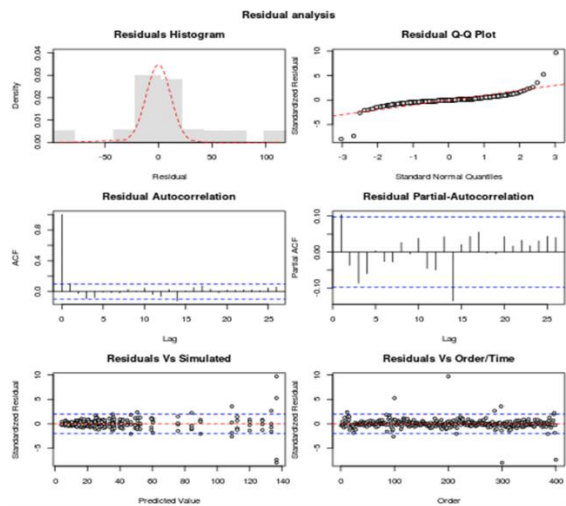 Residual analysis
Residuals Histogram
Density
0.00 0.01 0.02 0.03 0.04
-50 0 50 100
Residual
Residual Q-Q Plot
Standardized Residual
-5 0 5 10
-3 -2 -1 0 1 2 3
Standard Normal Quantiles
Residual Autocorrelation
ACF
0.0 0.4 0.8
0 5 10 15 20 25
Lag
Residual Partial-Autocorrelation
Partial ACF
-0.10 0.00 0.10
0 5 10 15 20 25
Lag
Residuals Vs Simulated
Standardized Residual
-5 0 5 10
0 20 40 60 80 100 120 140
Predicted Value
Residuals Vs Order/Time
Standardized Residual
-5 0 5 10
0 100 200 300 400
Order